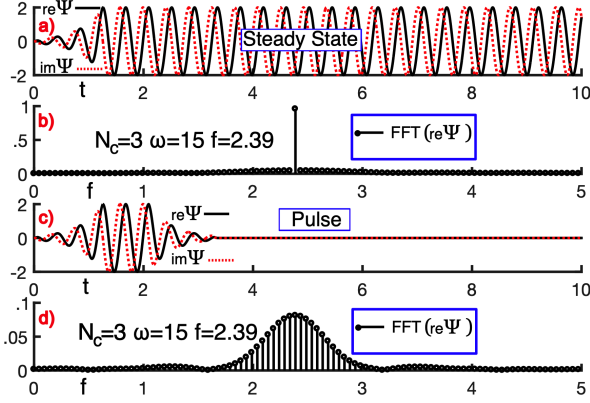 2 reΨ
a)
0
Steady State
imΨ
-2
0 t 2 4 6 8 10
1 b)
.5
0
Nc=3 ω=15 f=2.39
FFT (reΨ)
0 f 1 2 3 4 5
2 c)
0
-2
reΨ
Pulse
imΨ
0 t 2 4 6 8 10
.1 d)
.05
0
Nc=3 ω=15 f=2.39
FFT (reΨ)
0 f 1 2 3 4 5